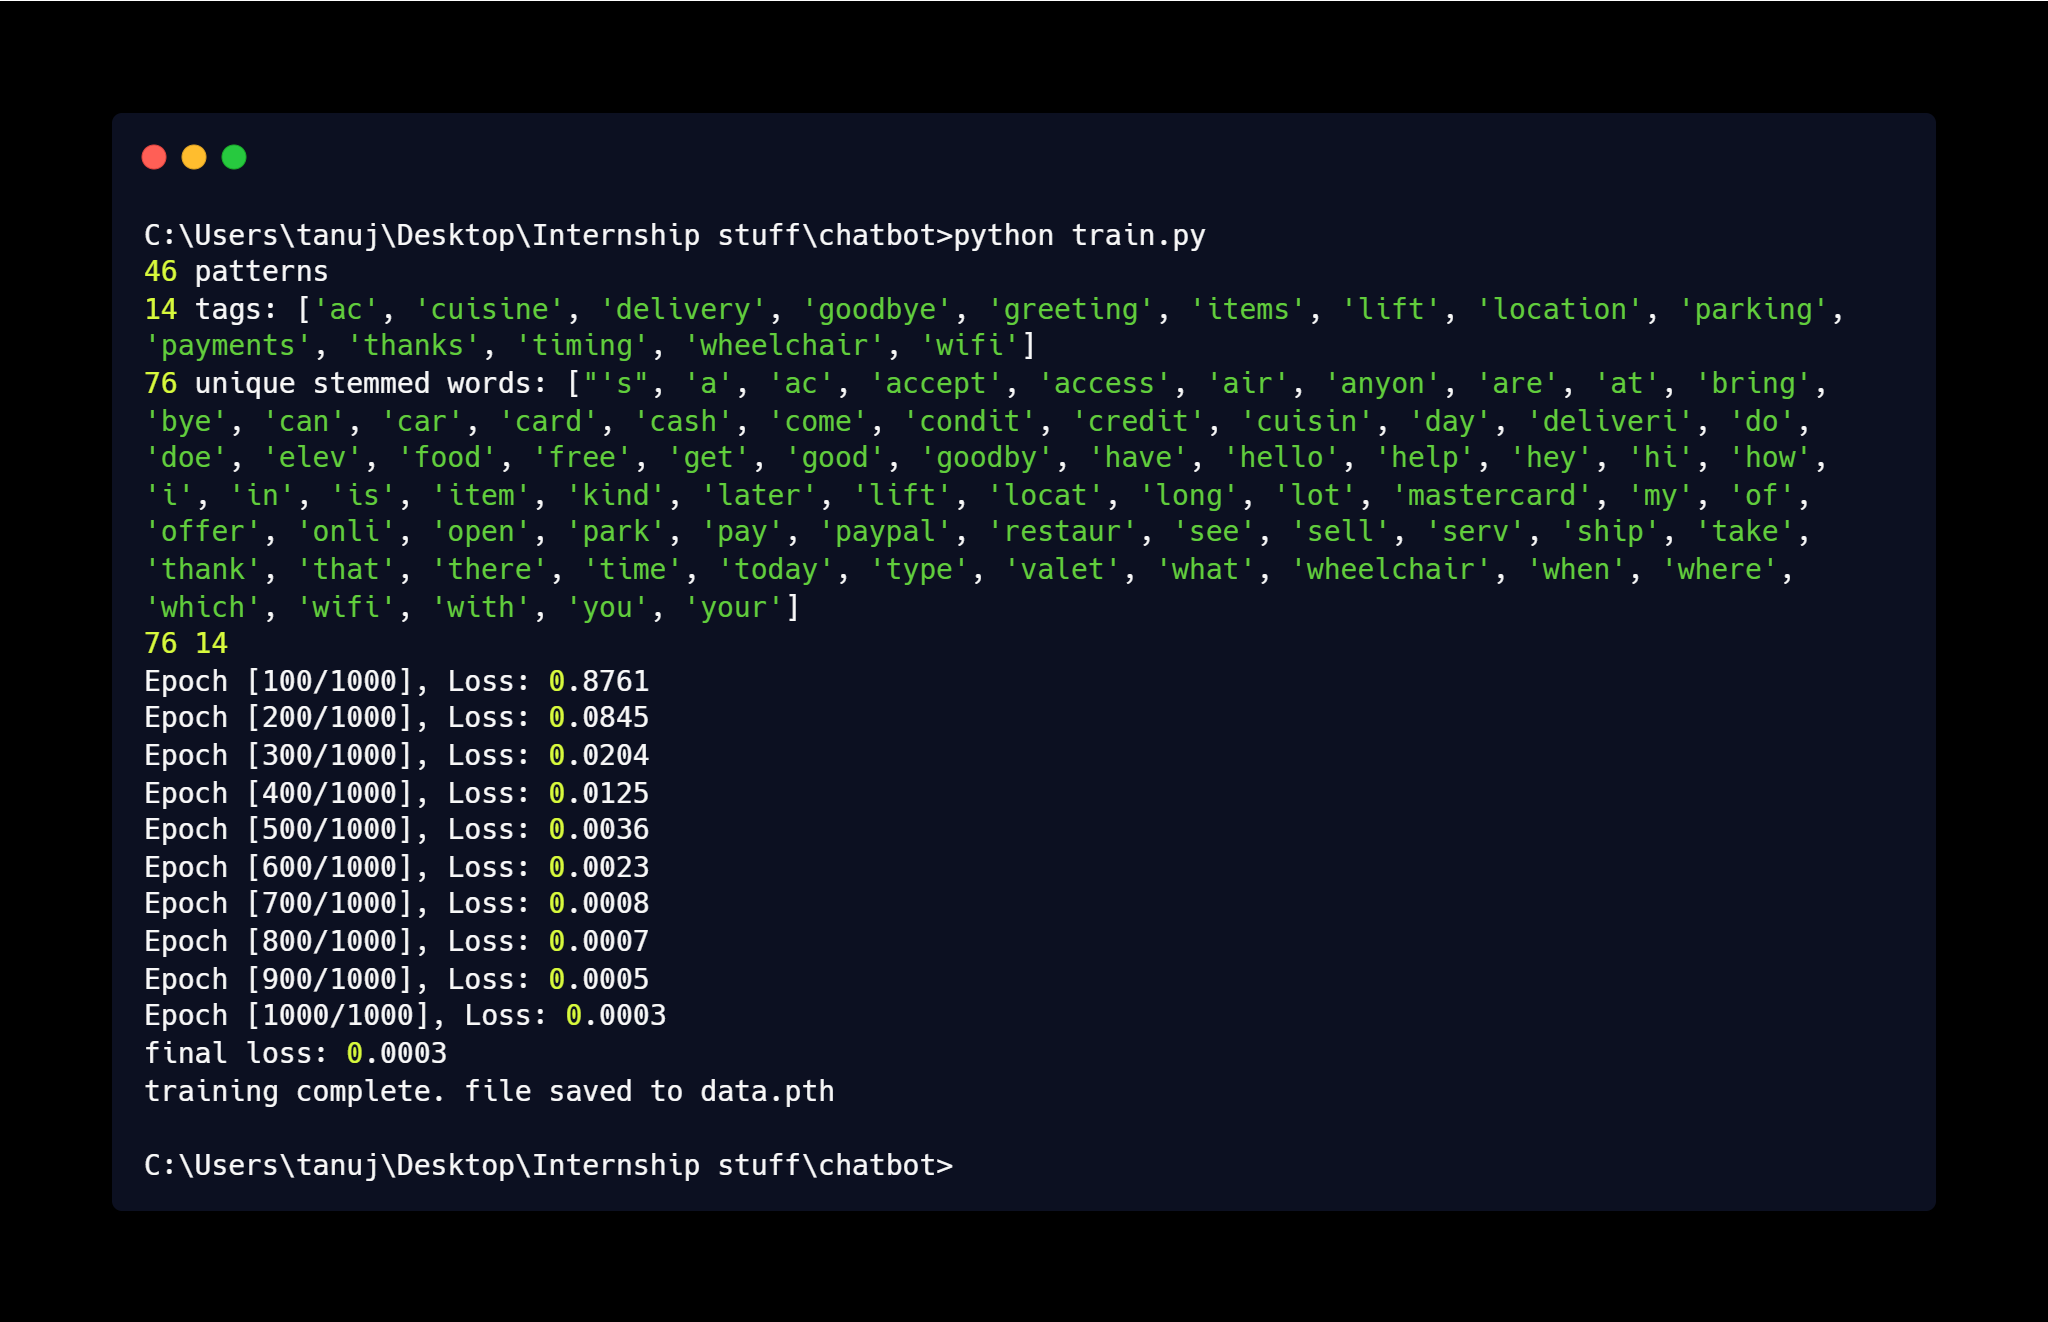 C:\Users\tanuj\Desktop\Internship stuff\chatbot>python train.py
46 patterns
14 tags: ['ac', 'cuisine', 'delivery', 'goodbye', 'greeting', 'items', 'lift', 'location', 'parking',
'payments', 'thanks', 'timing', 'wheelchair', 'wifi']
76 unique stemmed words: ["'s", 'a', 'ac', 'accept', 'access', 'air', 'anyon', 'are', 'at', 'bring',
'bye', 'can', 'car', 'card', 'cash', 'come', 'condit', 'credit', 'cuisin', 'day', 'deliveri', 'do',
'doe', 'elev', 'food', 'free', 'get', 'good', 'goodby', 'have', 'hello', 'help', 'hey', 'hi', 'how',
'i', 'in', 'is', 'item', 'kind', 'later', 'lift', 'locat', 'long', 'lot', 'mastercard', 'my', 'of',
'offer', 'onli', 'open', 'park', 'pay', 'paypal', 'restaur', 'see', 'sell', 'serv', 'ship', 'take',
'thank', 'that', 'there', 'time', 'today', 'type', 'valet', 'what', 'wheelchair', 'when', 'where',
'which', 'wifi', 'with', 'you', 'your']
76 14
Epoch [100/1000], Loss: 0.8761
Epoch [200/1000], Loss: 0.0845
Epoch [300/1000], Loss: 0.0204
Epoch [400/1000], Loss: 0.0125
Epoch [500/1000], Loss: 0.0036
Epoch [600/1000], Loss: 0.0023
Epoch [700/1000], Loss: 0.0008
Epoch [800/1000], Loss: 0.0007
Epoch [900/1000], Loss: 0.0005
Epoch [1000/1000], Loss: 0.0003
final loss: 0.0003
training complete. file saved to data.pth
C:\Users\tanuj\Desktop\Internship stuff\chatbot>